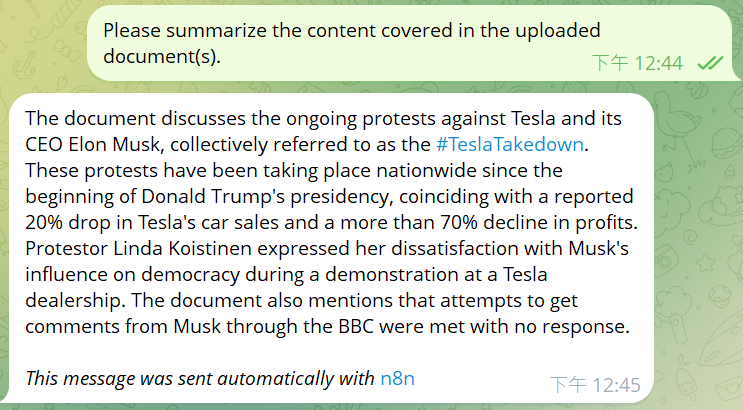 Please summarize the content covered in the uploaded
document(s).
下午 12:44
The document discusses the ongoing protests against Tesla and its
CEO Elon Musk, collectively referred to as the #TeslaTakedown.
These protests have been taking place nationwide since the
beginning of Donald Trump's presidency, coinciding with a reported
20% drop in Tesla's car sales and a more than 70% decline in profits.
Protestor Linda Koistinen expressed her dissatisfaction with Musk's
influence on democracy during a demonstration at a Tesla
dealership. The document also mentions that attempts to get
comments from Musk through the BBC were met with no response.
This message was sent automatically with n8n
下午 12:45